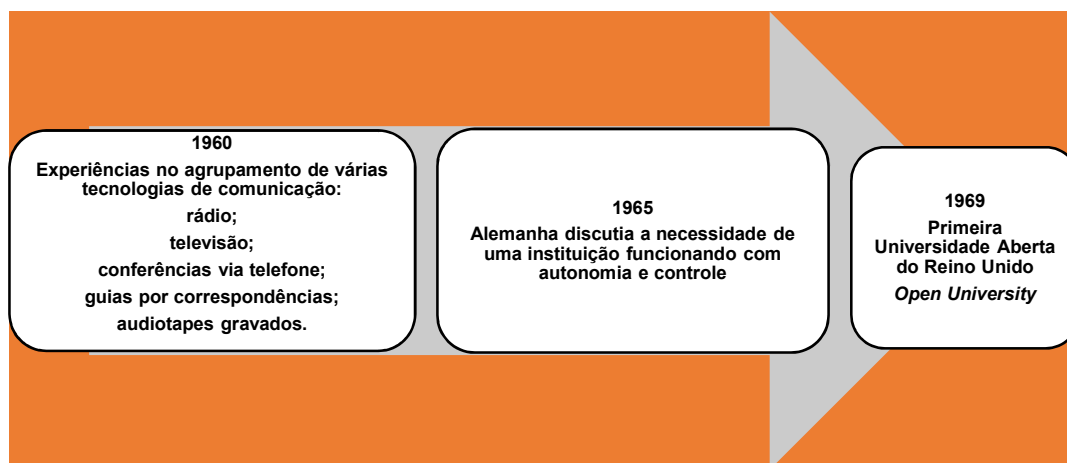 1960
Experiências no agrupamento de várias
tecnologias de comunicação:
rádio;
televisão;
conferências via telefone;
guias por correspondências;
audiotapes gravados.
1965
Alemanha discutia a necessidade de
uma instituição funcionando com
autonomia e controle
1969
Primeira
Universidade Aberta
do Reino Unido
Open University